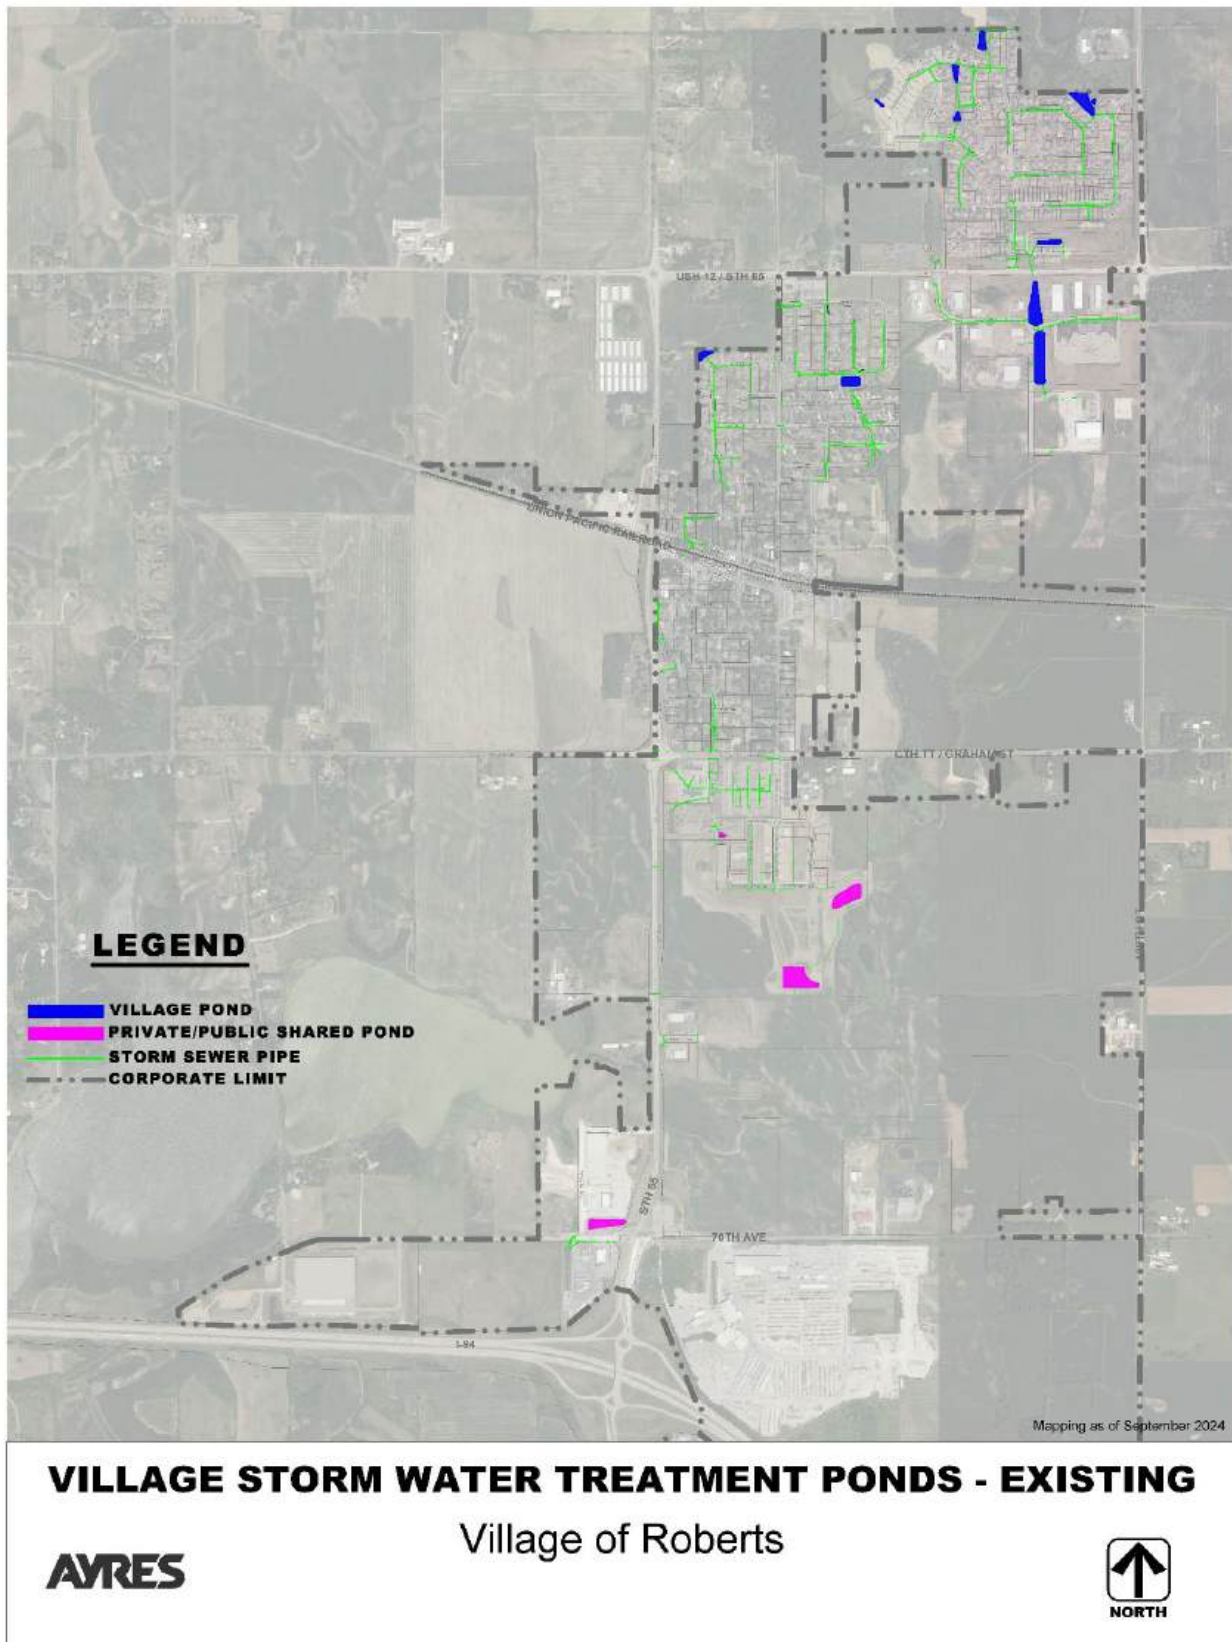 USH 12 / STH 65
UNION PACIFIC RAILROAD
CTH TT / GRAHAM ST
LEGEND
VILLAGE POND
PRIVATE/PUBLIC SHARED POND
STORM SEWER PIPE
CORPORATE LIMIT
STH 65
70TH AVE
I-94
Mapping as of September 2024
VILLAGE STORM WATER TREATMENT PONDS - EXISTING
Village of Roberts
AYRES
NORTH